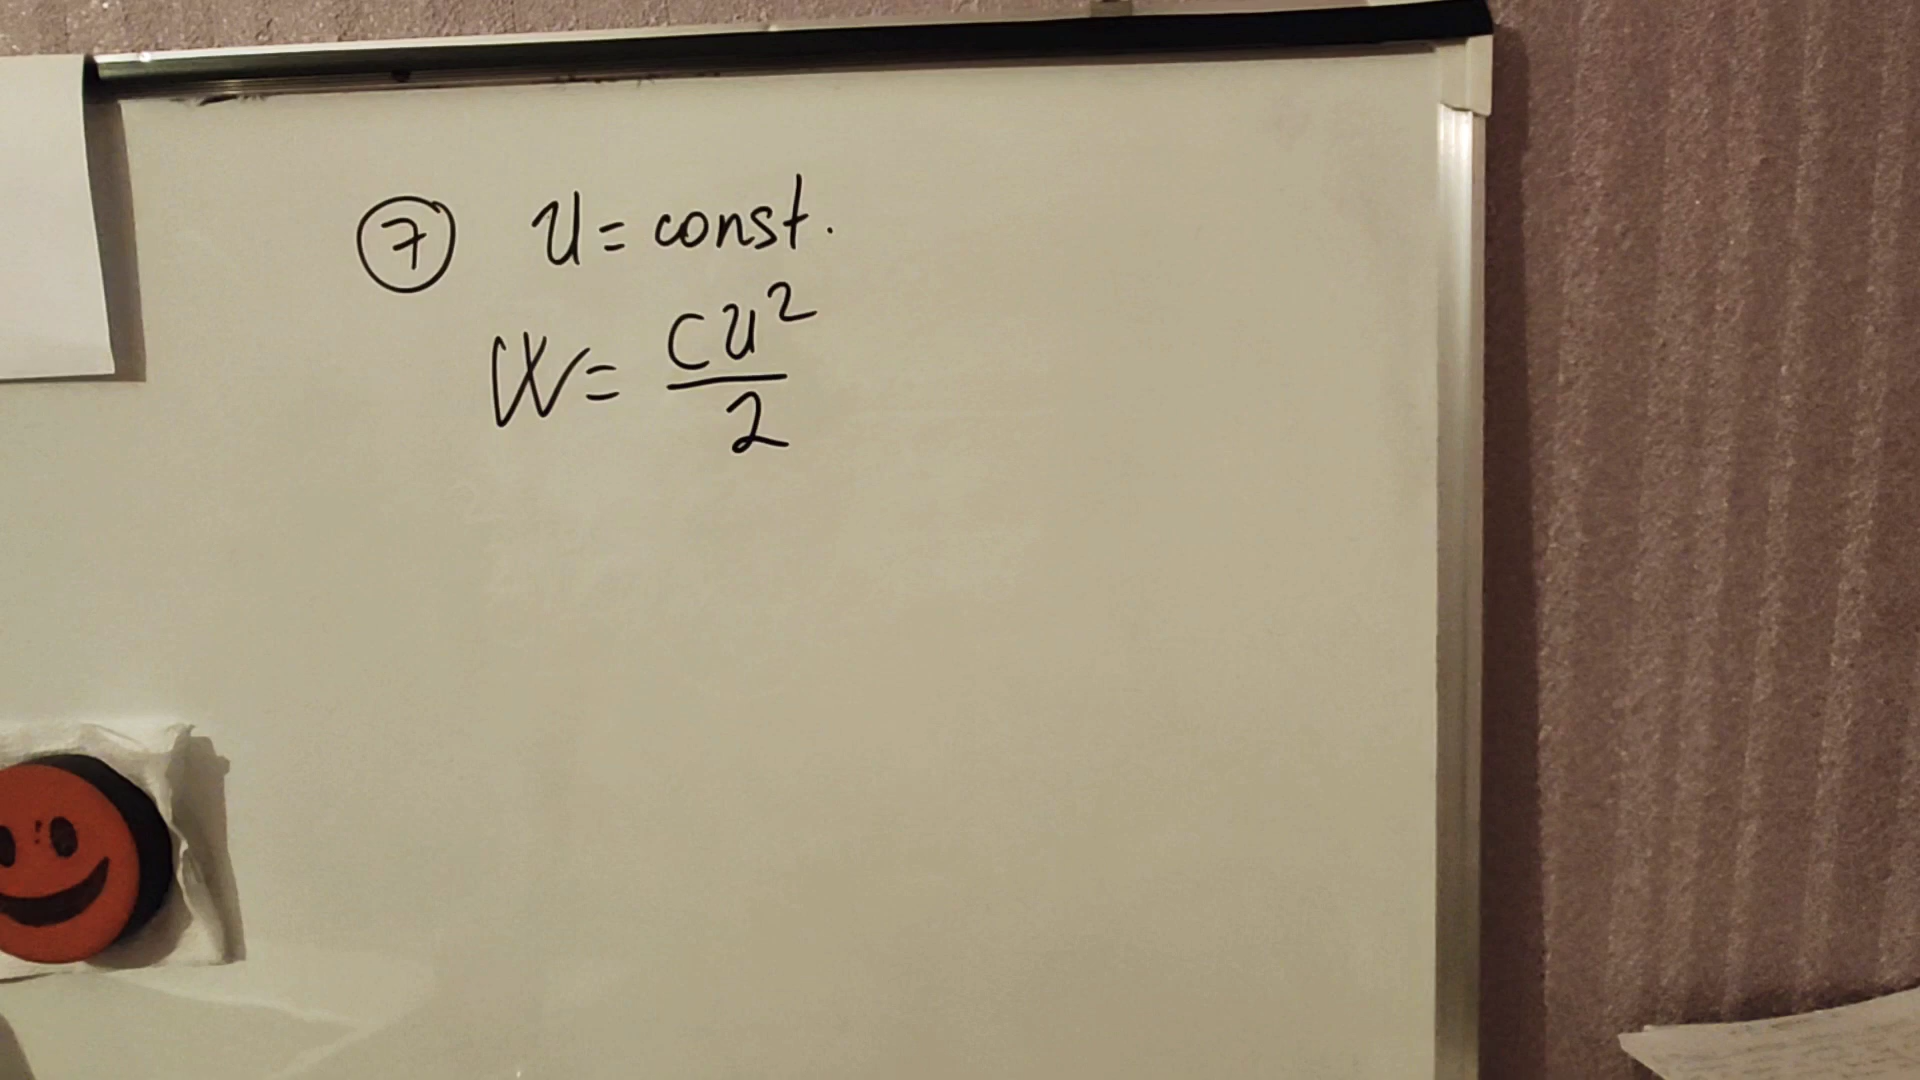 7 U = const.
W = CU²/2